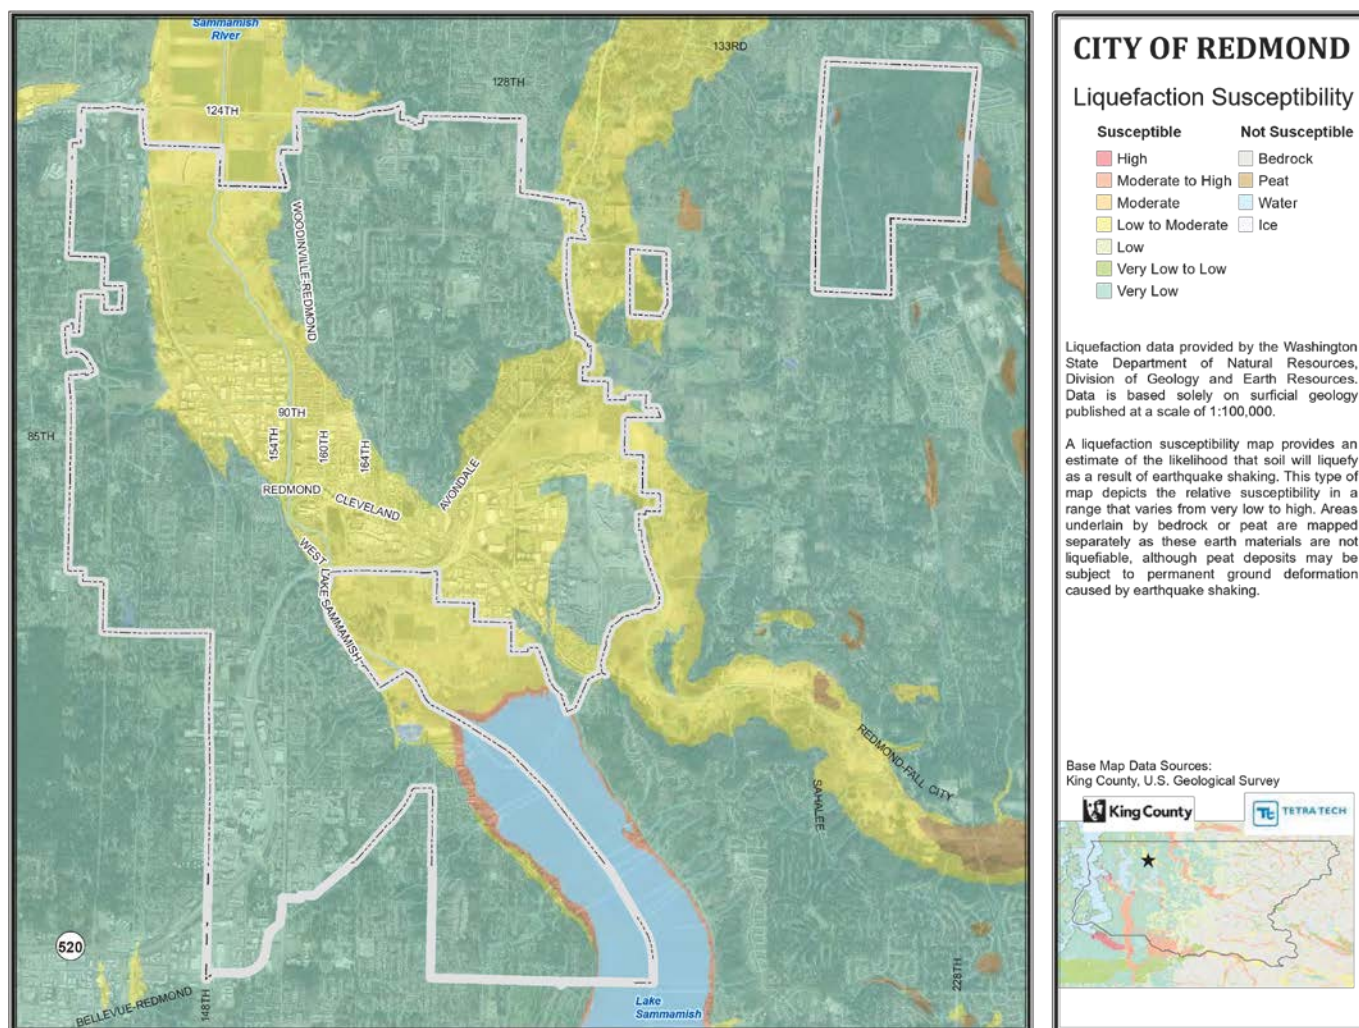 Sammamish
River
133RD
128TH
124TH
WOODINVILLE-REDMOND
85TH
90TH
154TH
160TH
164TH
REDMOND
CLEVELAND
AVONDALE
WEST LAKE SAMMAMISH
REDMOND-FALL CITY
SAHALEE
520
BELLEVUE-REDMOND
148TH
228TH
Lake
Sammamish
CITY OF REDMOND
Liquefaction Susceptibility
Susceptible
High
Moderate to High
Moderate
Low to Moderate
Low
Very Low to Low
Very Low
Not Susceptible
Bedrock
Peat
Water
Ice
Liquefaction data provided by the Washington
State Department of Natural Resources,
Division of Geology and Earth Resources.
Data is based solely on surficial geology
published at a scale of 1:100,000.
A liquefaction susceptibility map provides an
estimate of the likelihood that soil will liquefy
as a result of earthquake shaking. This type of
map depicts the relative susceptibility in a
range that varies from very low to high. Areas
underlain by bedrock or peat are mapped
separately as these earth materials are not
liquefiable, although peat deposits may be
subject to permanent ground deformation
caused by earthquake shaking.
Base Map Data Sources:
King County, U.S. Geological Survey
King County
Tt TETRA TECH